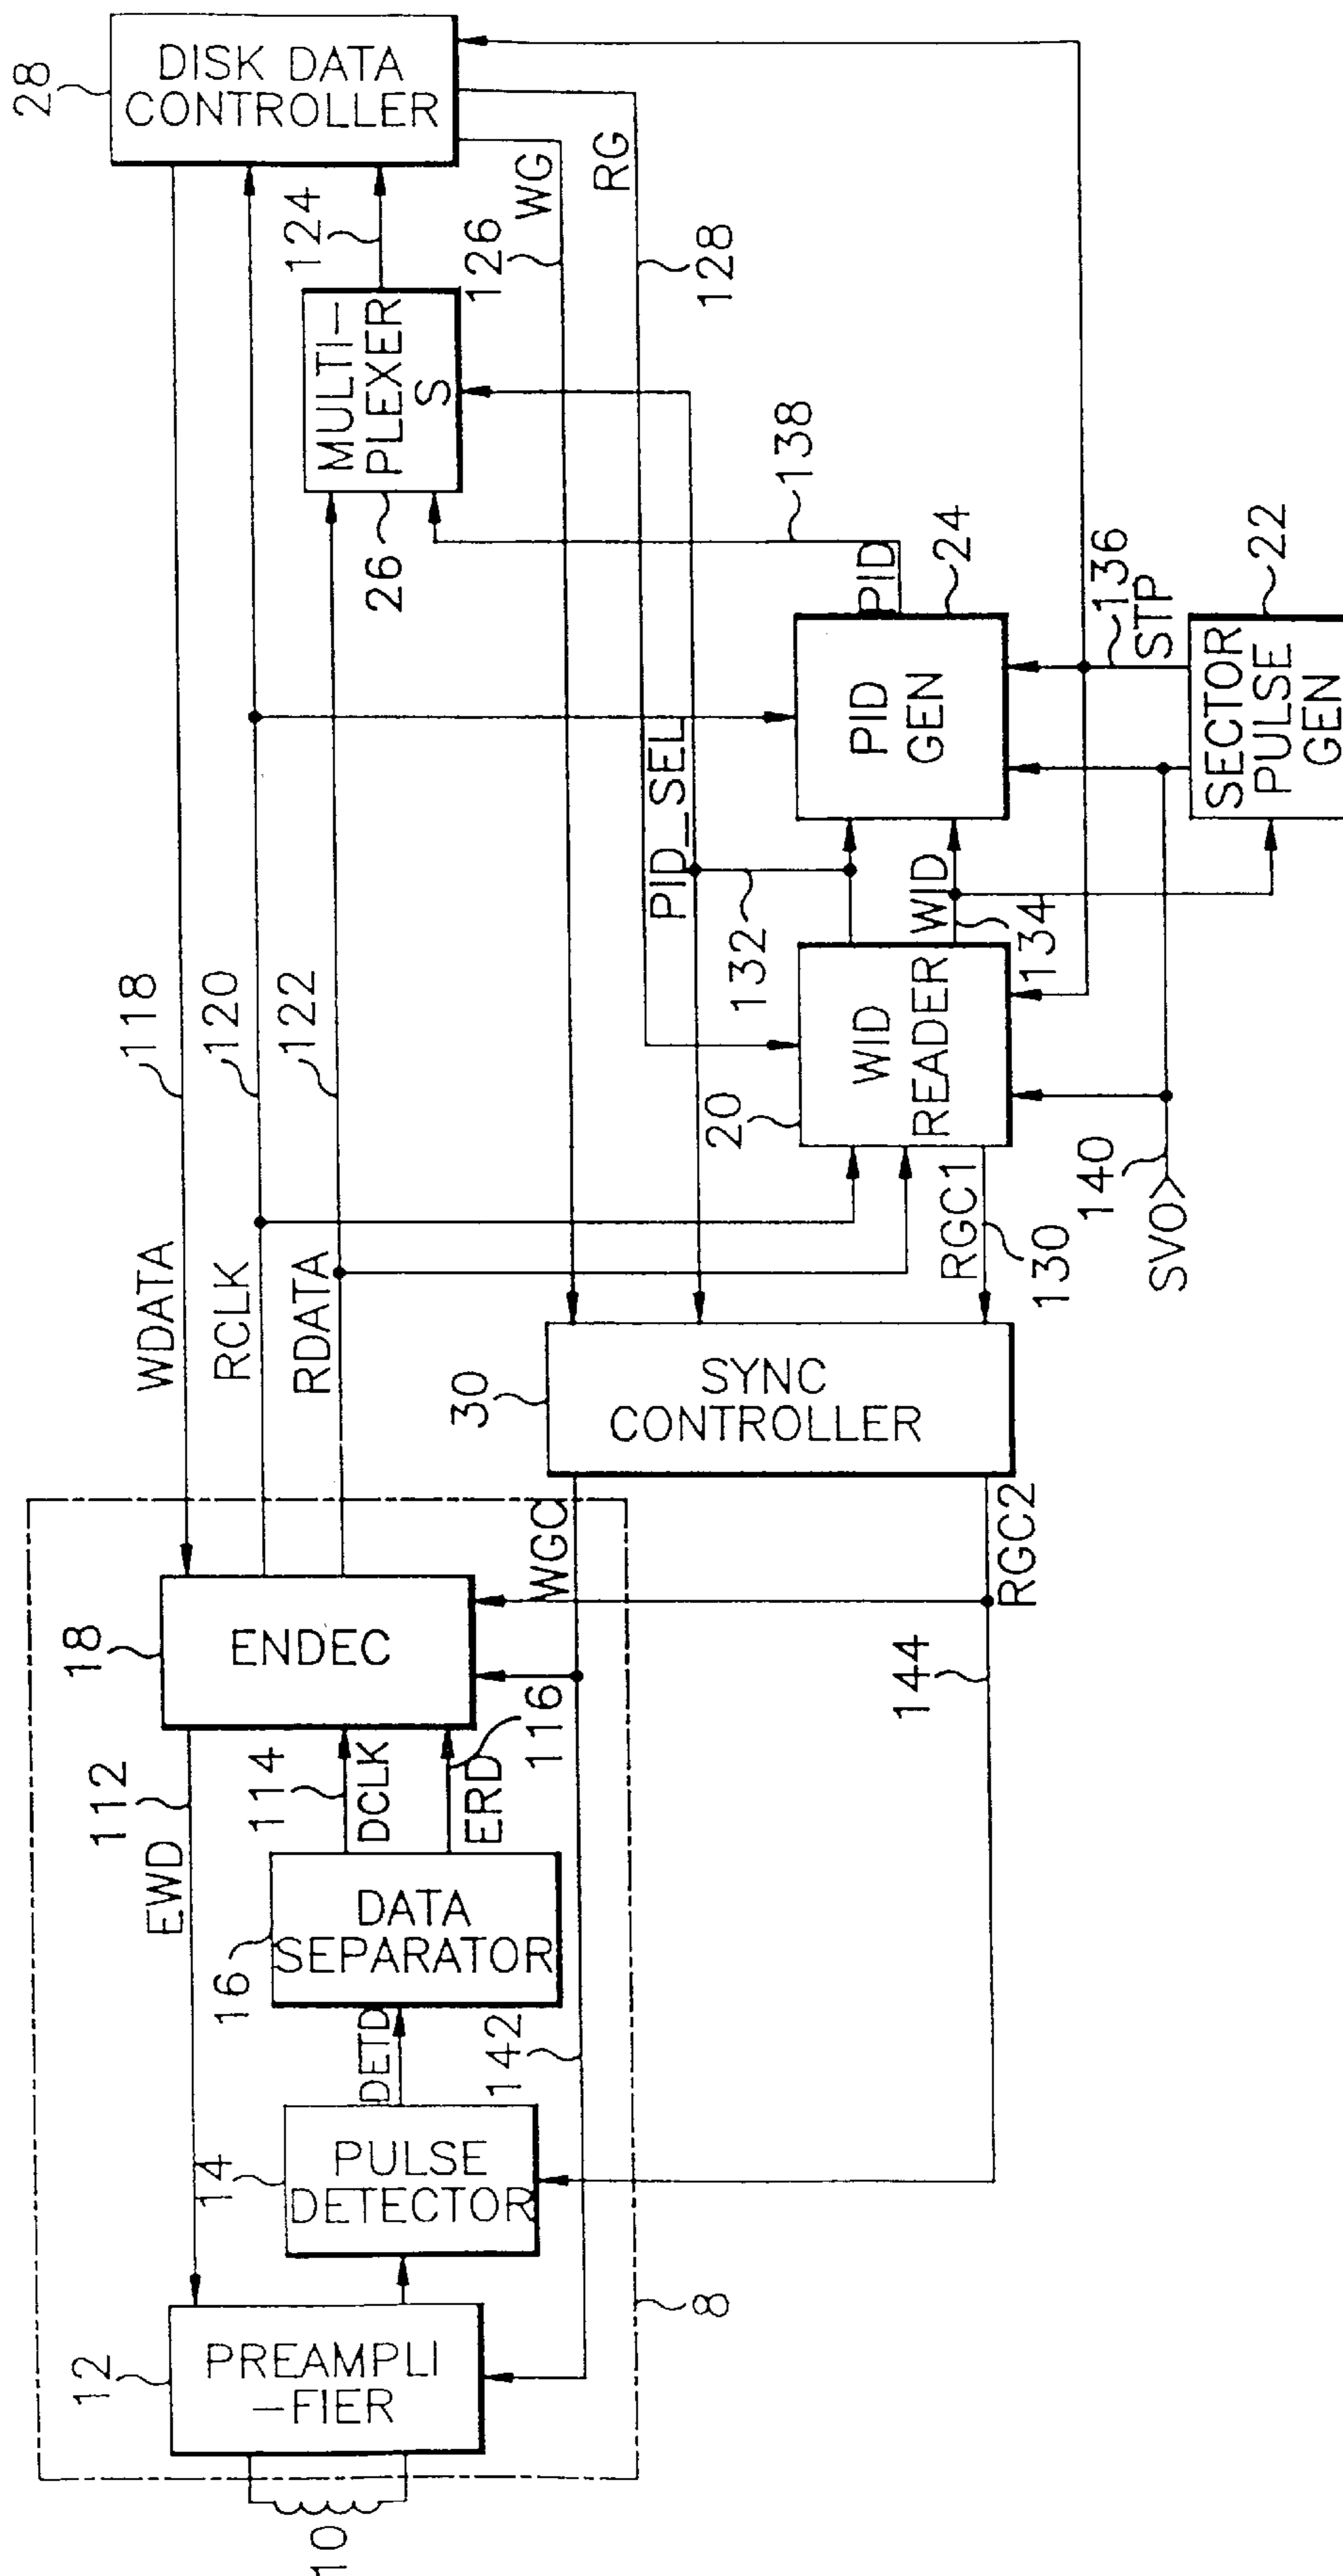 28
DISK DATA
CONTROLLER
124
MULTI-
PLEXER
S
26
WG
126
RG
128
118
120
122
WDATA
RCLK
RDATA
138
PID
24
PID
GEN
PID_SEL
132
136
STP
22
SECTOR
PULSE
GEN
WID
134
20
WID
READER
RGC1
130
140
SVO>
30
SYNC
CONTROLLER
WGC
RGC2
144
18
ENDEC
112
EWD
114
DCLK
116
ERD
16
DATA
SEPARATOR
DETD
142
14
PULSE
DETECTOR
12
PREAMPLI
-FIER
8
10